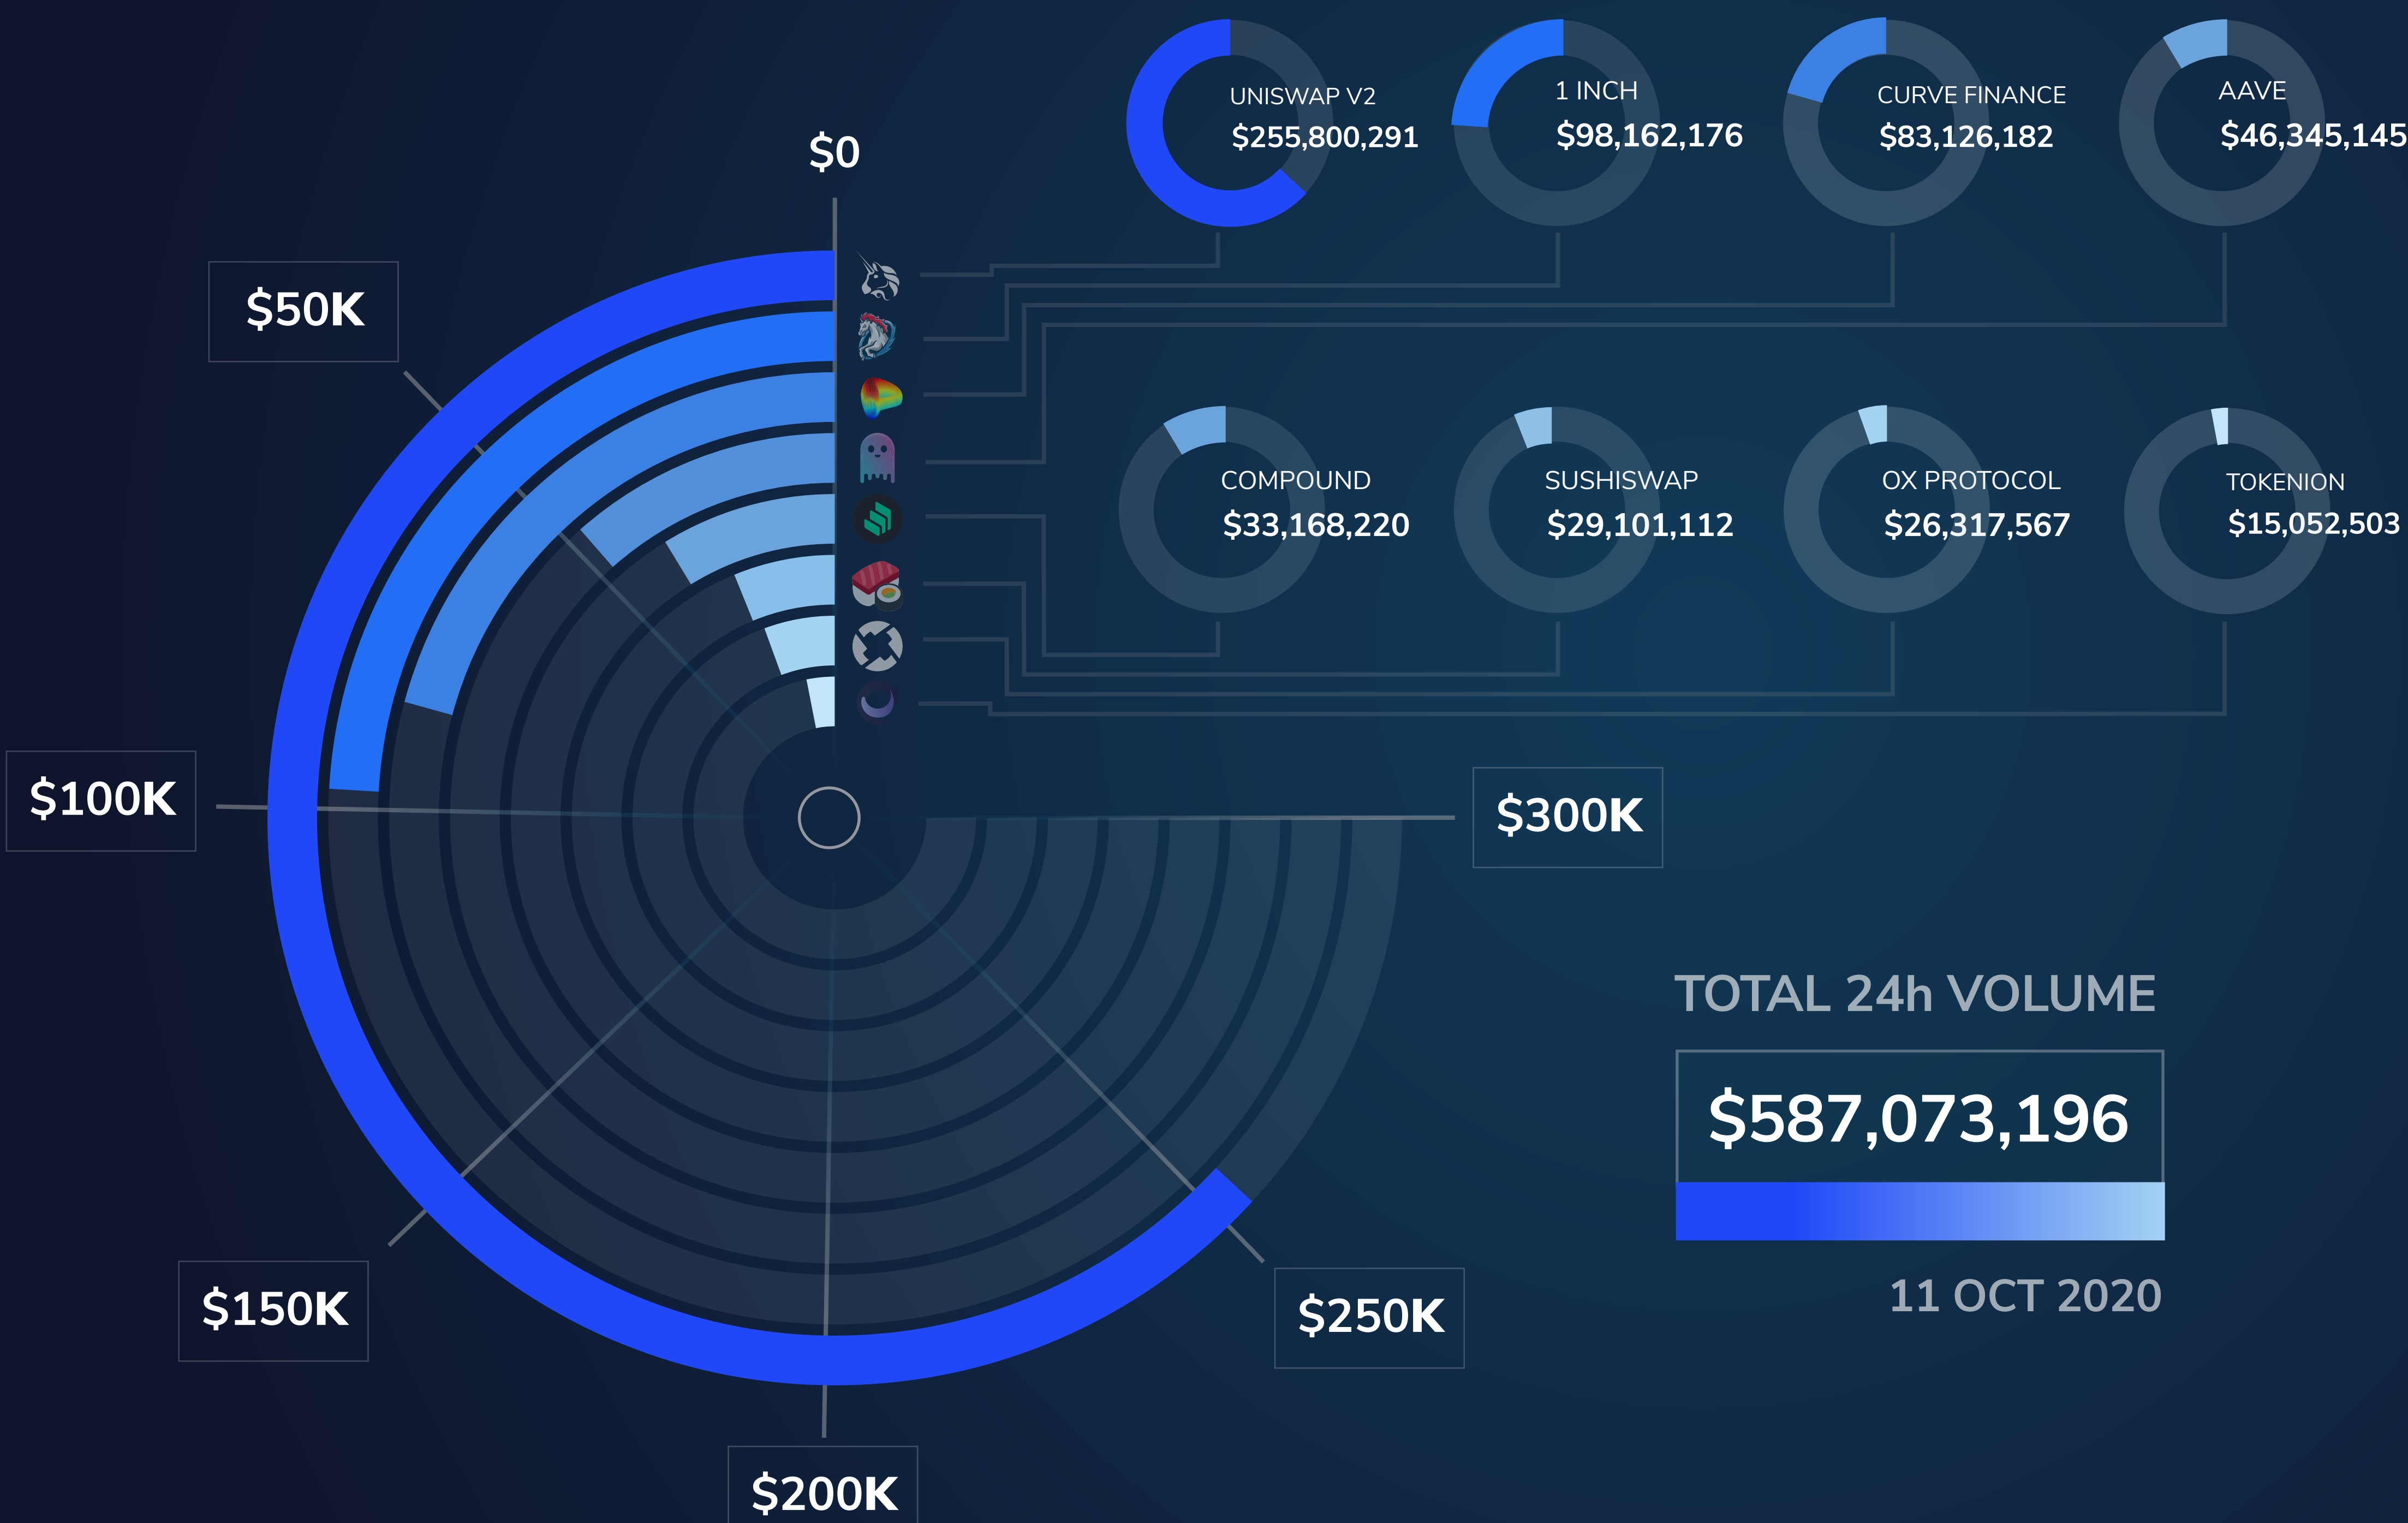 UNISWAP V2
$255,800,291
1 INCH
$98,162,176
CURVE FINANCE
$83,126,182
AAVE
$46,345,145
$0
$50K
COMPOUND
$33,168,220
SUSHISWAP
$29,101,112
OX PROTOCOL
$26,317,567
TOKENION
$15,052,503
$100K
$300K
TOTAL 24h VOLUME
$587,073,196
11 OCT 2020
$150K
$250K
$200K